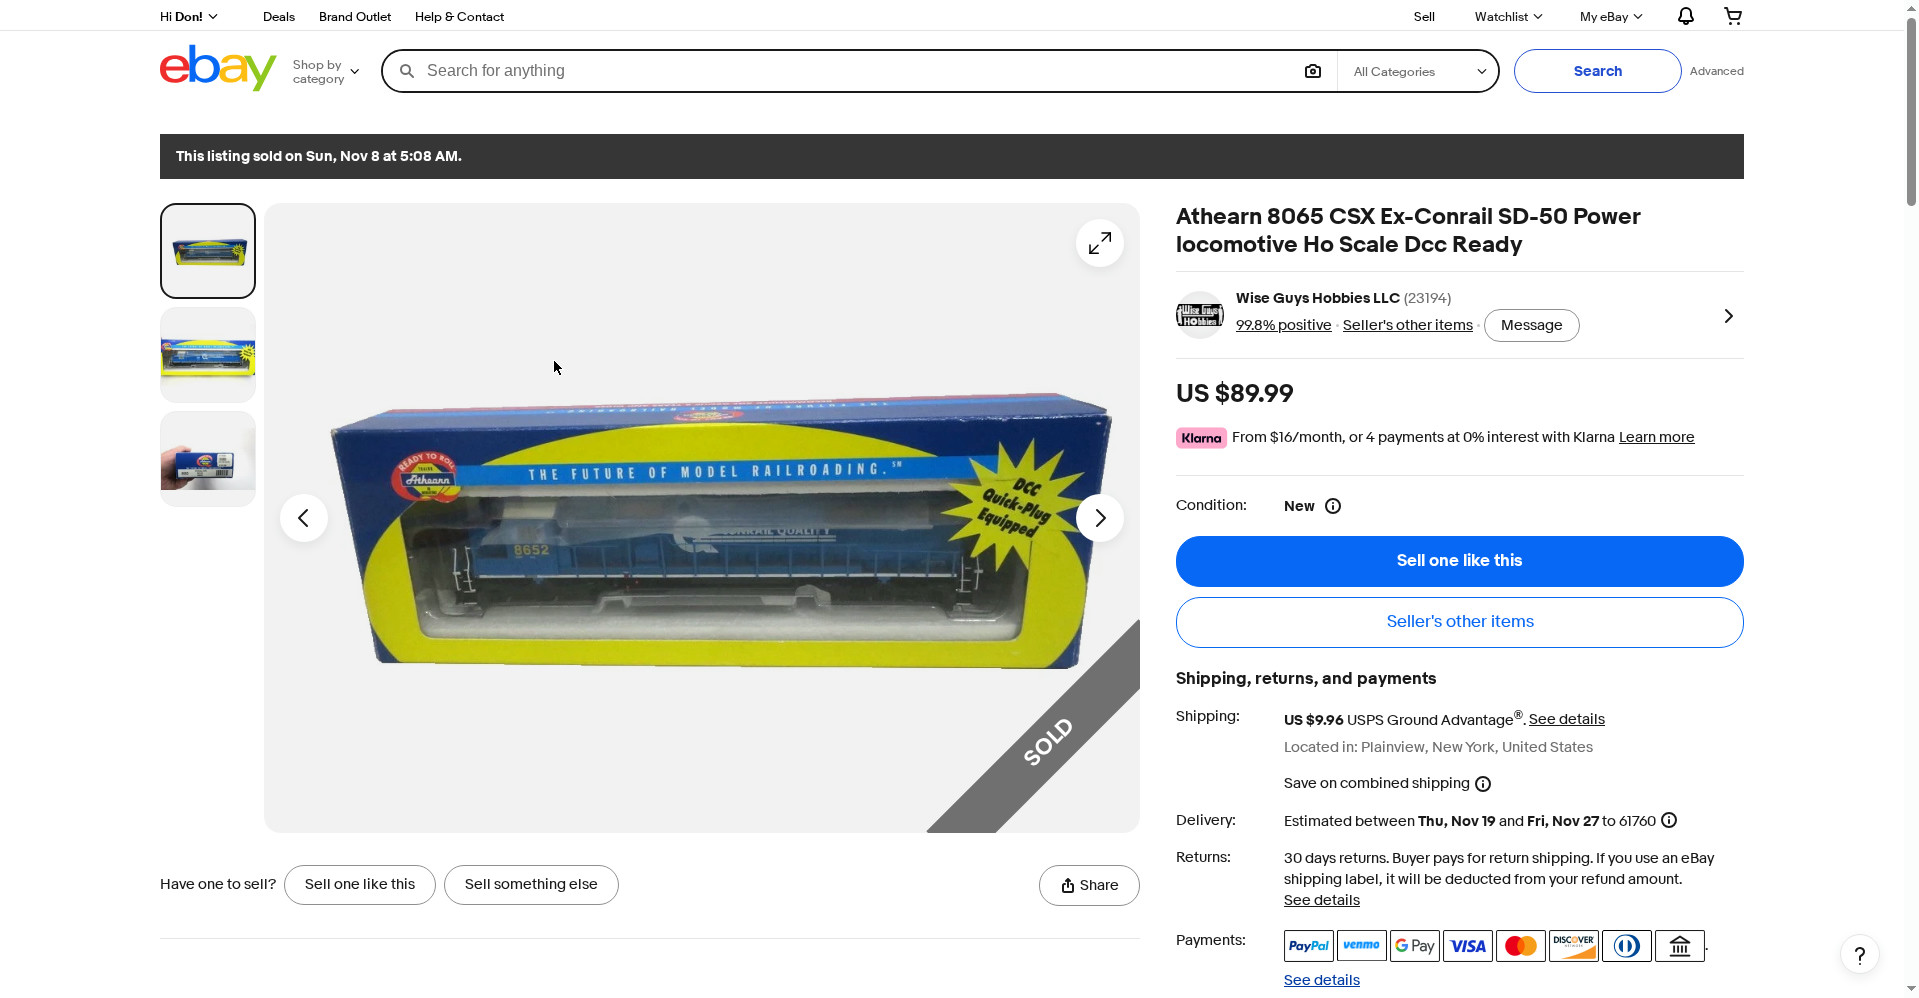 Hi Don!
Deals
Brand Outlet
Help & Contact
Sell
Watchlist
My eBay
ebay
Shop by
category
Search for anything
All Categories
Search
Advanced
This listing sold on Sun, Nov 8 at 5:08 AM.
READY TO ROLL
Athearn
THE FUTURE OF MODEL RAILROADING.℠
DCC
Quick-Plug
Equipped
8652
CONRAIL QUALITY
SOLD
Have one to sell?
Sell one like this
Sell something else
Share
Athearn 8065 CSX Ex-Conrail SD-50 Power
locomotive Ho Scale Dcc Ready
Wise Guys Hobbies
Wise Guys Hobbies LLC (23194)
99.8% positive · Seller's other items · Message
US $89.99
Klarna From $16/month, or 4 payments at 0% interest with Klarna Learn more
Condition: New
Sell one like this
Seller's other items
Shipping, returns, and payments
Shipping: US $9.96 USPS Ground Advantage®. See details
Located in: Plainview, New York, United States
Save on combined shipping
Delivery: Estimated between Thu, Nov 19 and Fri, Nov 27 to 61760
Returns: 30 days returns. Buyer pays for return shipping. If you use an eBay
shipping label, it will be deducted from your refund amount.
See details
Payments: PayPal venmo G Pay VISA DISCOVER .
See details
?